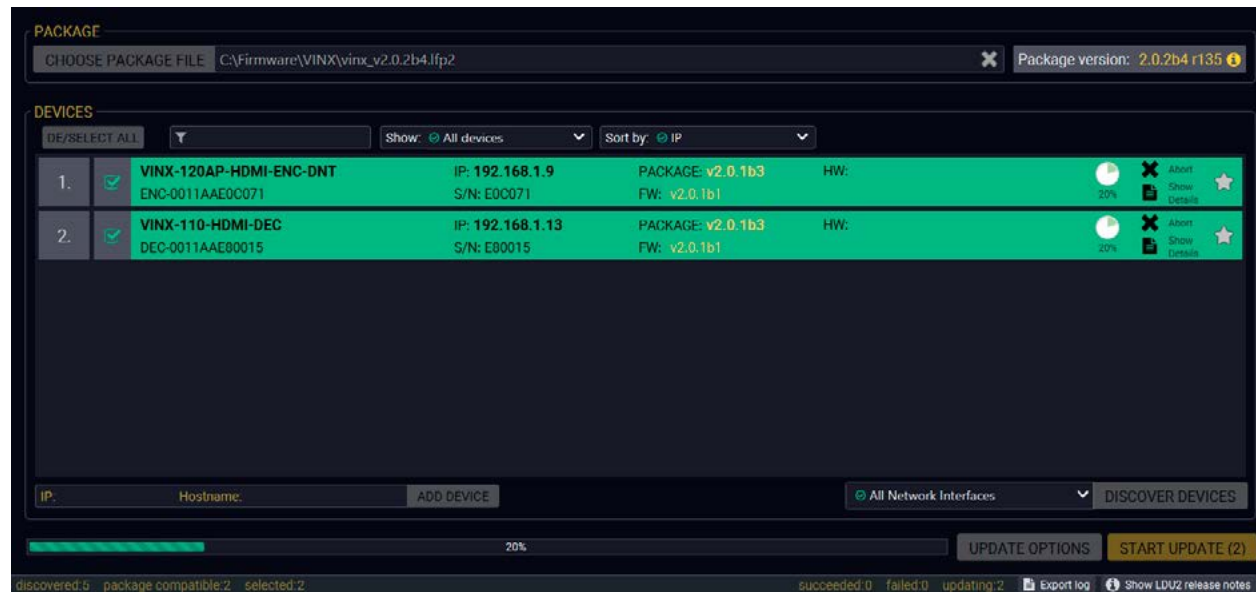 PACKAGE
CHOOSE PACKAGE FILE C:\Firmware\VINX\vinx_v2.0.2b4.lfp2 Package version: 2.0.2b4 r135
DEVICES
DE/SELECT ALL Show: All devices Sort by: IP
1. VINX-120AP-HDMI-ENC-DNT IP: 192.168.1.9 PACKAGE: v2.0.1b3 HW: Abort
ENC-0011AAE0C071 S/N: E0C071 FW: v2.0.1b1 20% Show Details
2. VINX-110-HDMI-DEC IP: 192.168.1.13 PACKAGE: v2.0.1b3 HW: Abort
DEC-0011AAE80015 S/N: E80015 FW: v2.0.1b1 20% Show Details
IP: Hostname: ADD DEVICE All Network Interfaces DISCOVER DEVICES
20% UPDATE OPTIONS START UPDATE (2)
discovered:5 package compatible:2 selected:2 succeeded:0 failed:0 updating:2 Export log Show LDU2 release notes